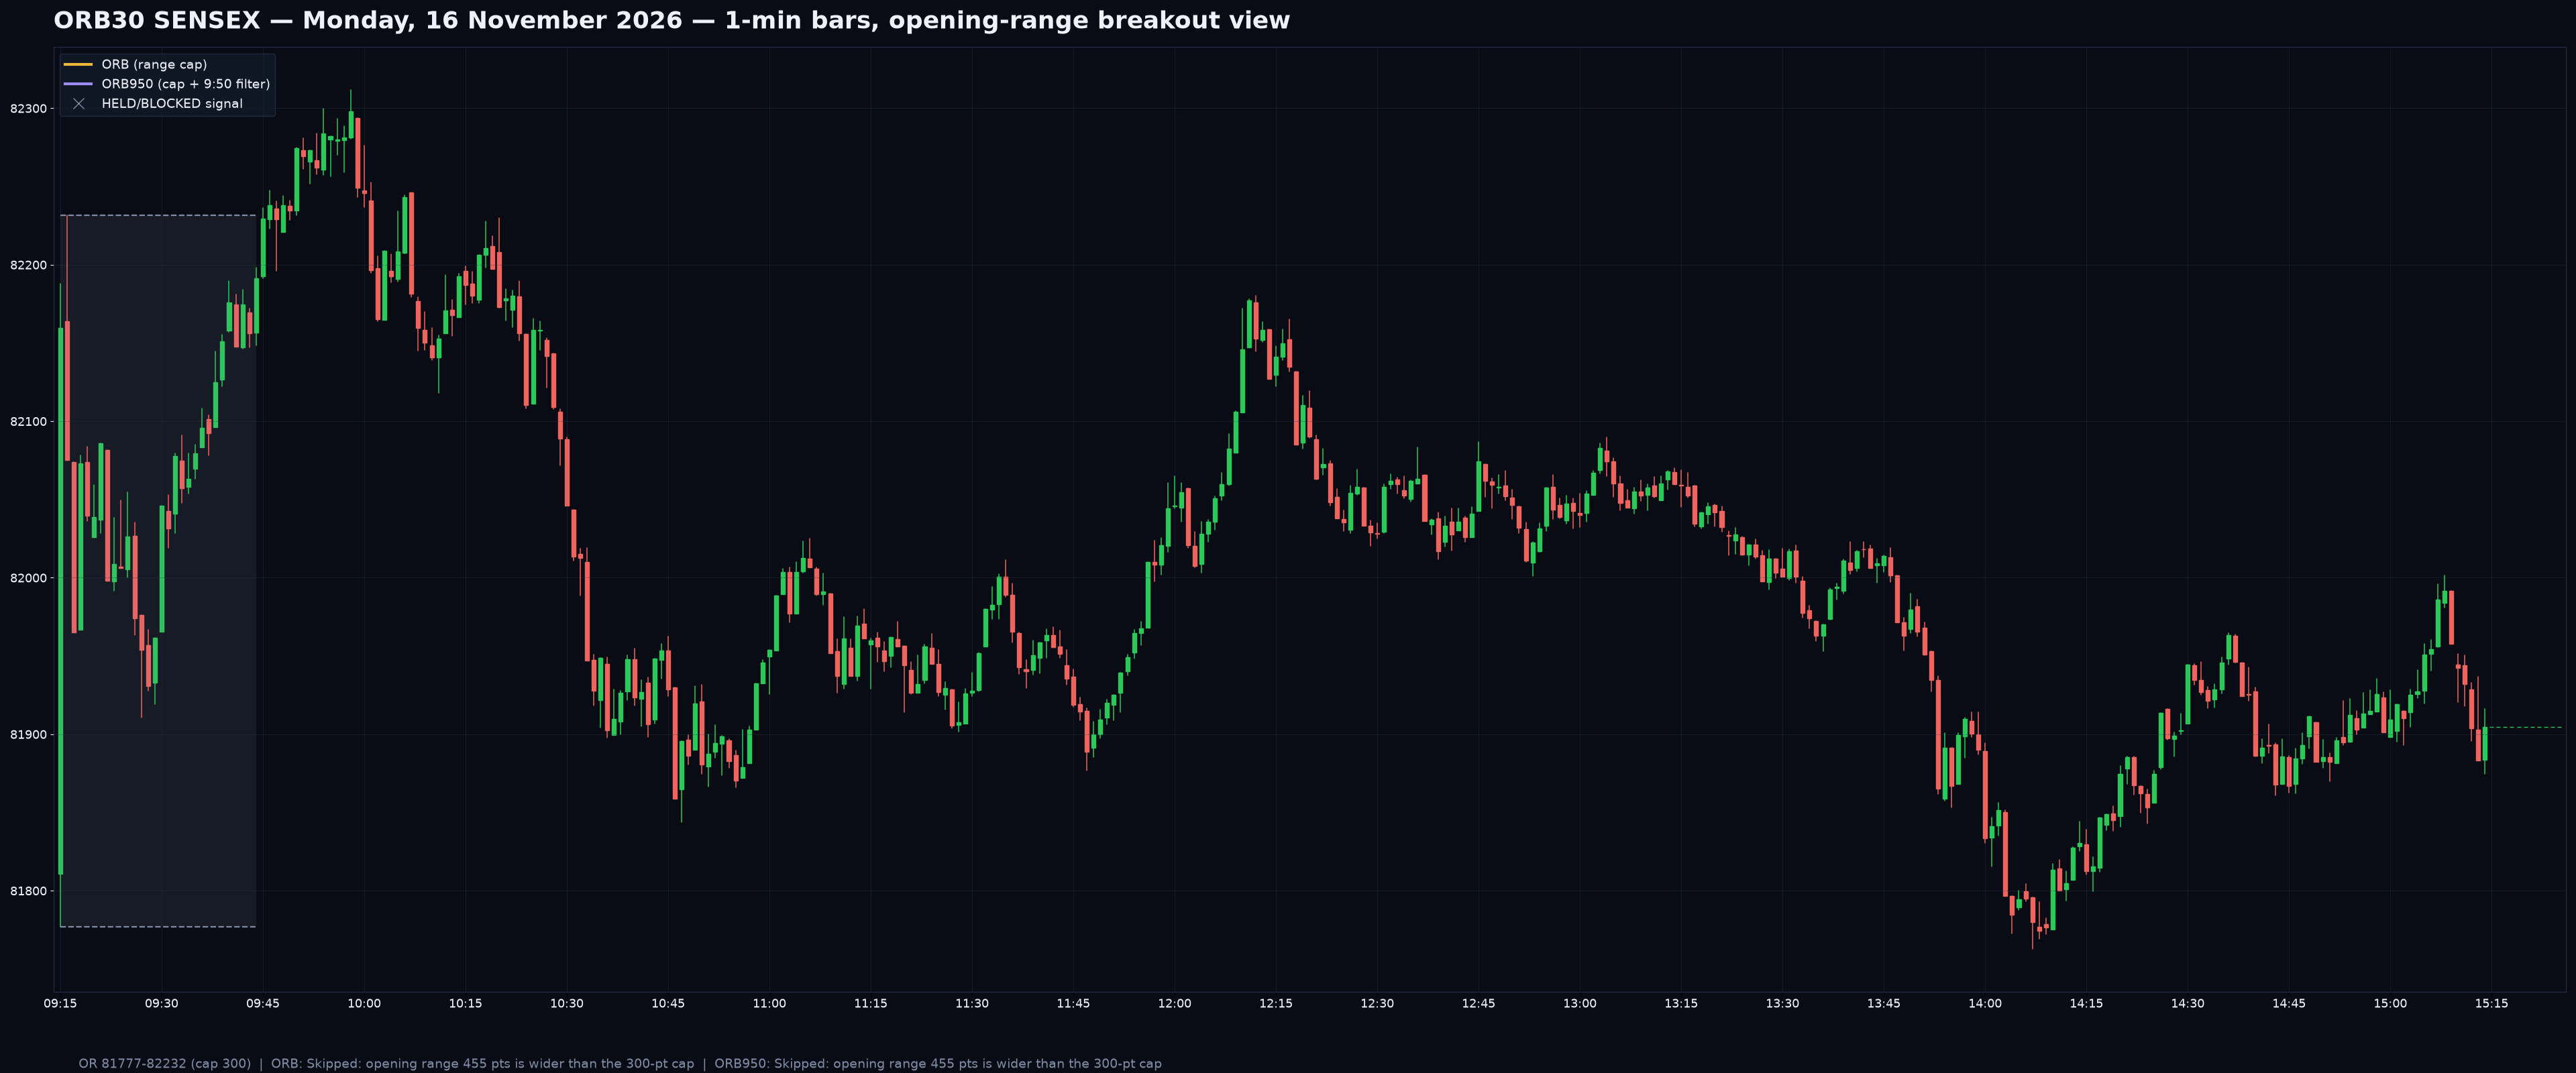 ORB30 SENSEX — Monday, 16 November 2026 — 1-min bars, opening-range breakout view
ORB (range cap)
ORB950 (cap + 9:50 filter)
HELD/BLOCKED signal
82300
82200
82100
82000
81900
81800
09:15 09:30 09:45 10:00 10:15 10:30 10:45 11:00 11:15 11:30 11:45 12:00 12:15 12:30 12:45 13:00 13:15 13:30 13:45 14:00 14:15 14:30 14:45 15:00 15:15
OR 81777-82232 (cap 300) | ORB: Skipped: opening range 455 pts is wider than the 300-pt cap | ORB950: Skipped: opening range 455 pts is wider than the 300-pt cap